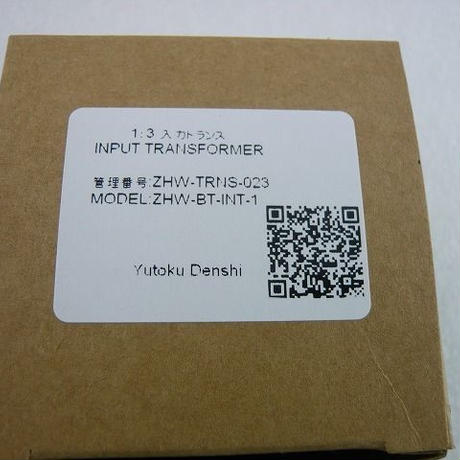 1:3 入力トランス
INPUT TRANSFORMER
管理番号:ZHW-TRNS-023
MODEL:ZHW-BT-INT-1
Yutoku Denshi